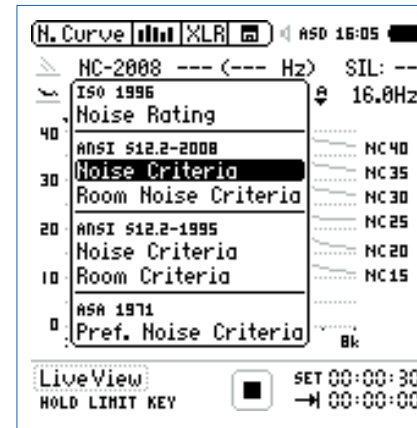 N. Curve XLR ASD 16:05
NC-2008 --- (--- Hz) SIL: --
ISO 1996
Noise Rating
16.0Hz
ANSI S12.2-2008
Noise Criteria
Room Noise Criteria
ANSI S12.2-1995
Noise Criteria
Room Criteria
ASA 1971
Pref. Noise Criteria
40
30
20
10
0
NC40
NC35
NC30
NC25
NC20
NC15
8k
LiveView
HOLD LIMIT KEY
SET 00:00:30
00:00:00